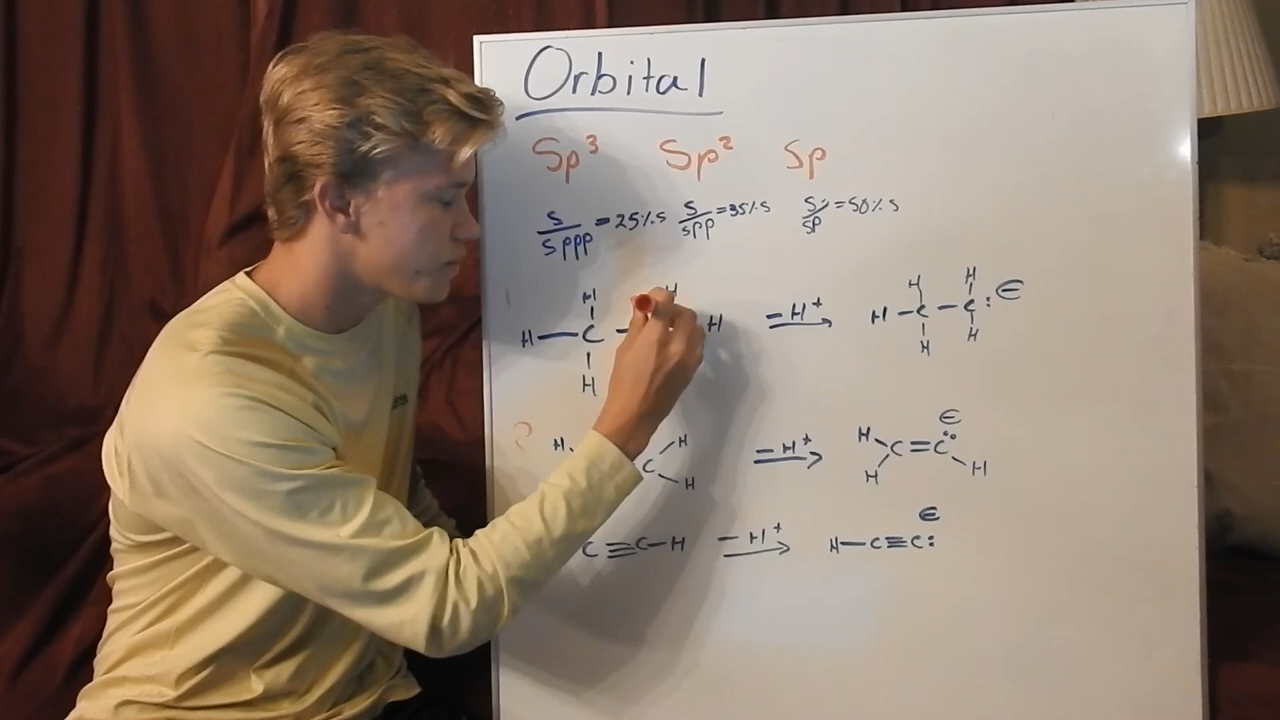 Orbital
Sp³ Sp² Sp
S/SPPP = 25%S S/SPP = 35%S S/SP = 50%S
H H H H
H C H - H⁺ H - C - C : ⊖
H H H
H H - H⁺ H C = C̈ ⊖
C H H H
C ≡ C - H - H⁺ H - C ≡ C : ⊖